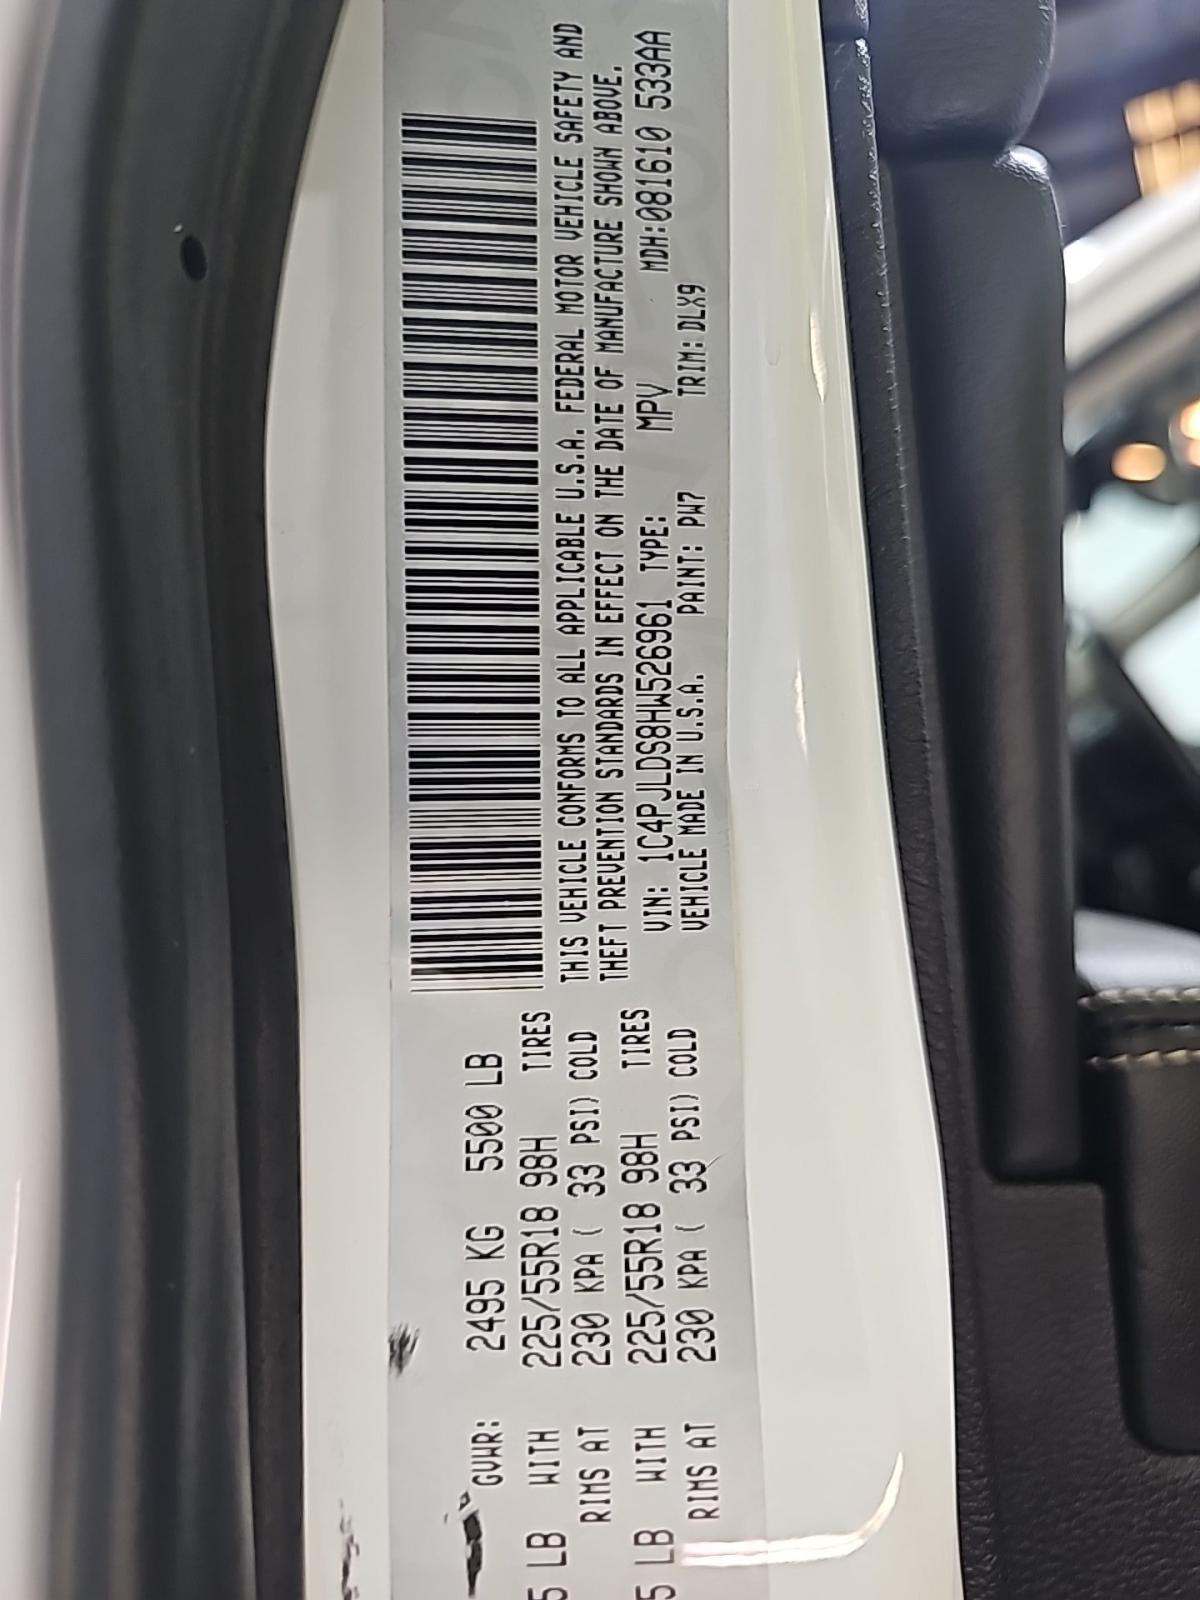 GVWR: 2495 KG 5500 LB
5 LB WITH 225/55R18 98H TIRES
RIMS AT 230 KPA ( 33 PSI) COLD
5 LB WITH 225/55R18 98H TIRES
RIMS AT 230 KPA ( 33 PSI) COLD
THIS VEHICLE CONFORMS TO ALL APPLICABLE U.S.A. FEDERAL MOTOR VEHICLE SAFETY AND
THEFT PREVENTION STANDARDS IN EFFECT ON THE DATE OF MANUFACTURE SHOWN ABOVE.
VIN: 1C4PJLDS8HW526961 TYPE: MPV MDH:081610 533AA
VEHICLE MADE IN U.S.A. PAINT: PW7 TRIM:DLX9